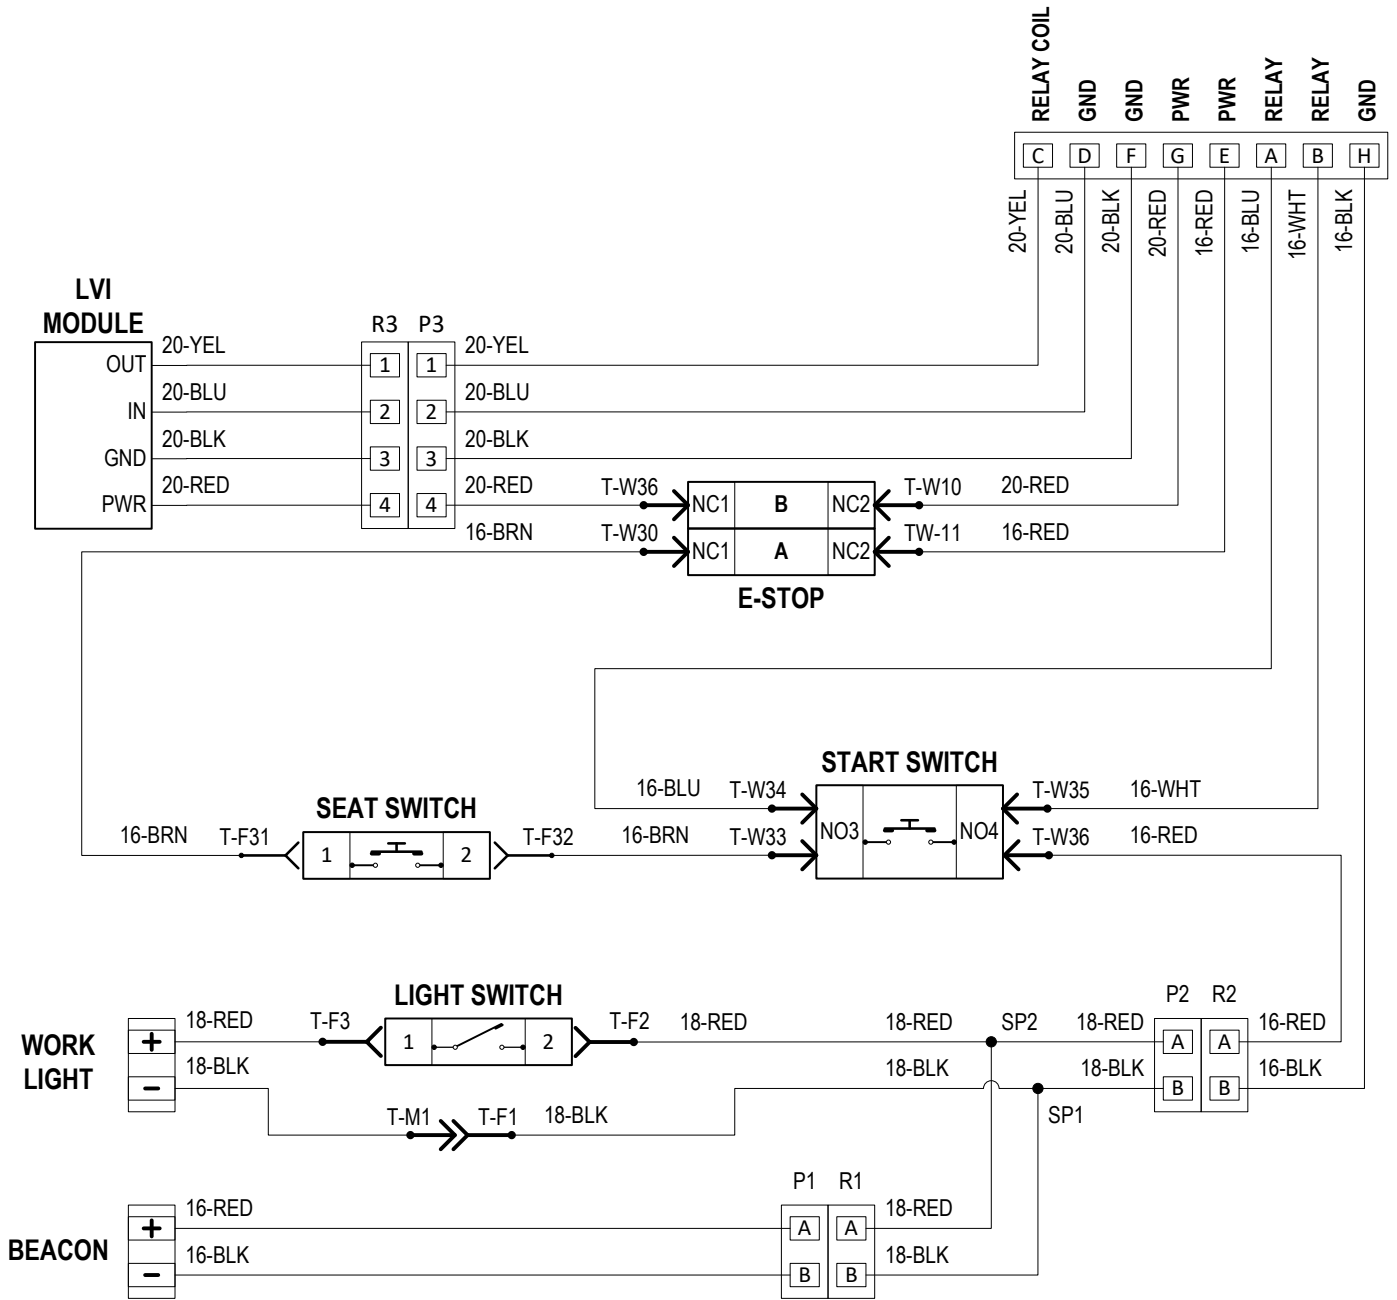 RELAY COIL
GND
GND
PWR
PWR
RELAY
RELAY
GND
C D F G E A B H
20-YEL
20-BLU
20-BLK
20-RED
16-RED
16-BLU
16-WHT
16-BLK
LVI
MODULE
R3 P3
OUT 20-YEL 1 1 20-YEL
IN 20-BLU 2 2 20-BLU
GND 20-BLK 3 3 20-BLK
PWR 20-RED 4 4 20-RED T-W36 NC1 B NC2 T-W10 20-RED
16-BRN T-W30 NC1 A NC2 TW-11 16-RED
E-STOP
START SWITCH
16-BLU T-W34 T-W35 16-WHT
SEAT SWITCH
NO3 NO4
16-BRN T-F31 1 2 T-F32 16-BRN T-W33 T-W36 16-RED
LIGHT SWITCH
P2 R2
WORK
LIGHT
+ 18-RED T-F3 1 2 T-F2 18-RED 18-RED SP2 18-RED A A 16-RED
- 18-BLK 18-BLK 18-BLK B B 16-BLK
T-M1 T-F1 18-BLK SP1
P1 R1
BEACON
+ 16-RED A A 18-RED
- 16-BLK B B 18-BLK